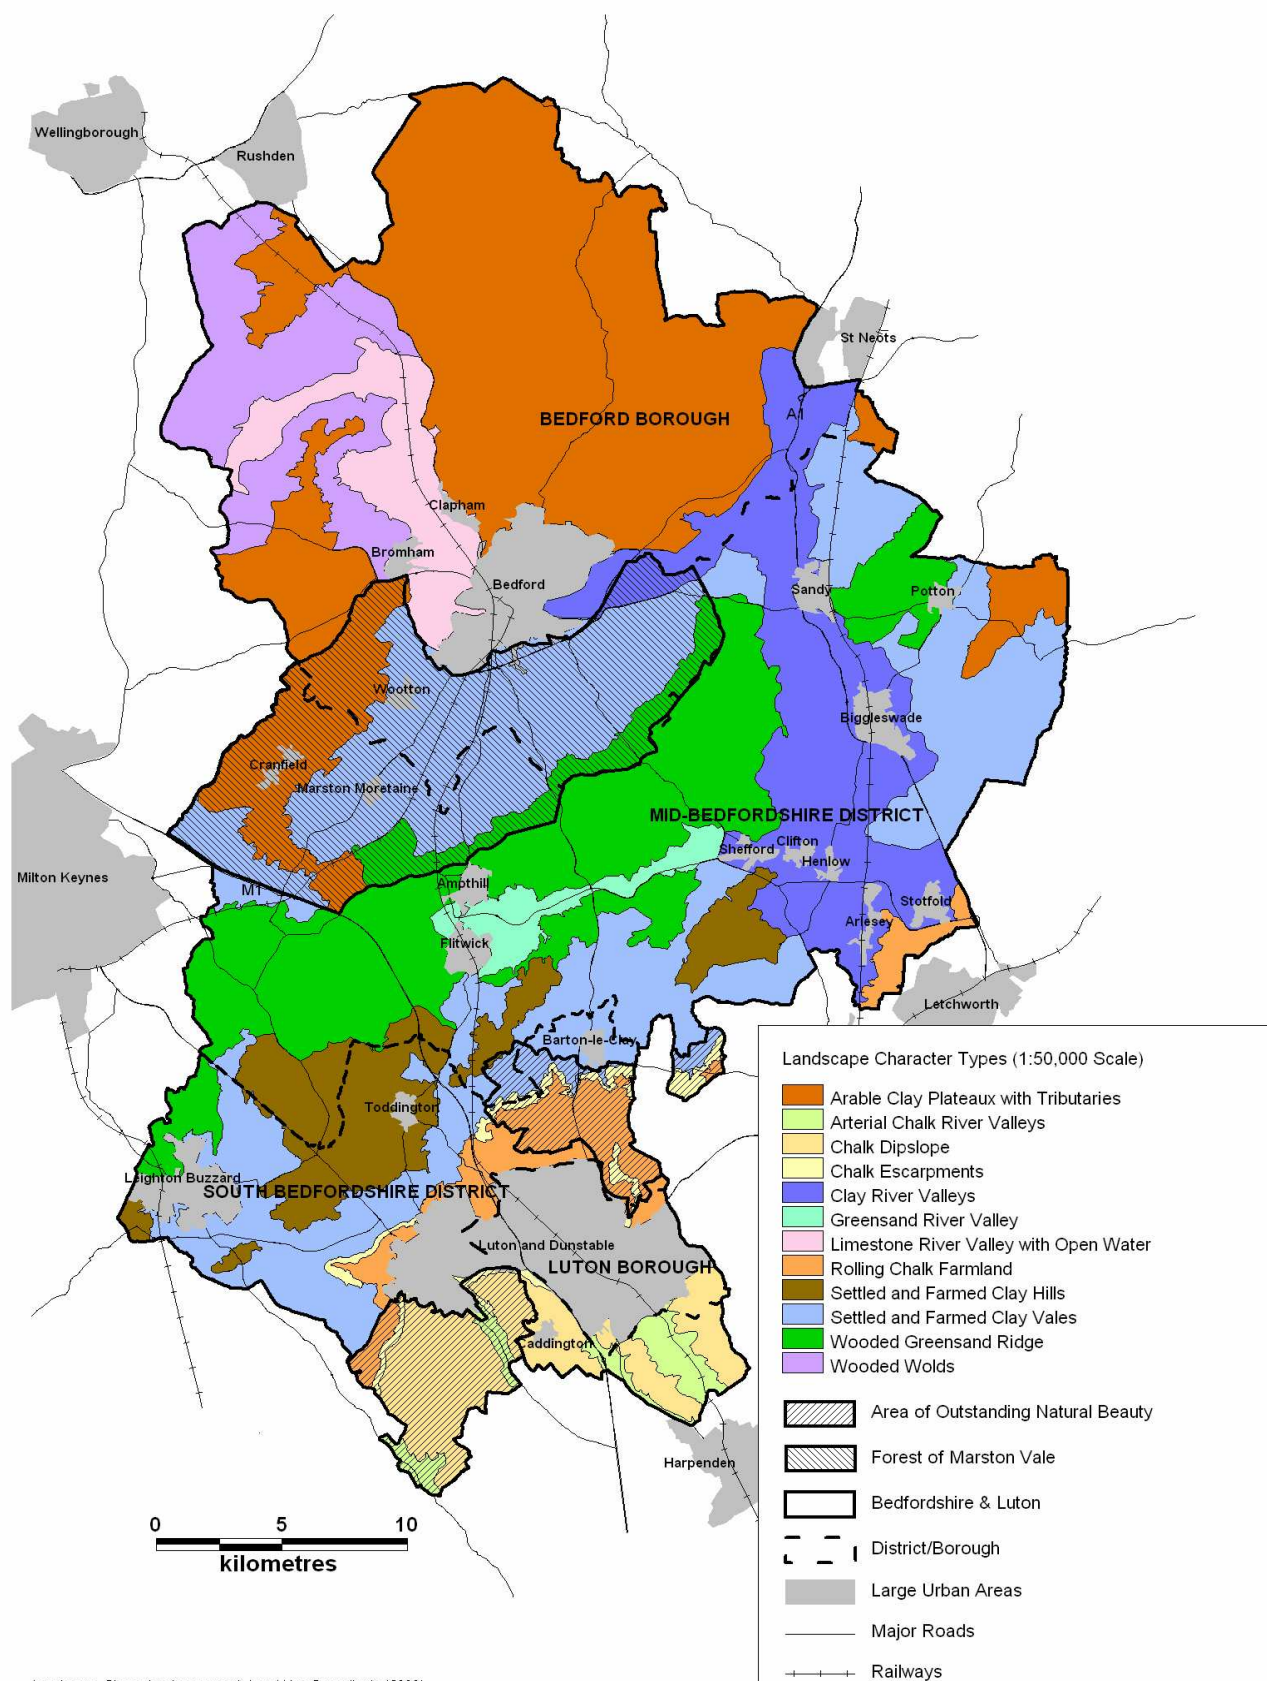 Wellingborough
Rushden
St Neots
BEDFORD BOROUGH
A1
Clapham
Bromham
Bedford
Sandy
Potton
Wootton
Biggleswade
Cranfield
Marston Moretaine
MID-BEDFORDSHIRE DISTRICT
Shefford
Clifton
Henlow
Milton Keynes
M1
Ampthill
Stotfold
Arlesey
Flitwick
Letchworth
Barton-le-Clay
Toddington
Leighton Buzzard
SOUTH BEDFORDSHIRE DISTRICT
Luton and Dunstable
LUTON BOROUGH
Caddington
Harpenden
0 5 10
kilometres
Landscape Character Types (1:50,000 Scale)
Arable Clay Plateaux with Tributaries
Arterial Chalk River Valleys
Chalk Dipslope
Chalk Escarpments
Clay River Valleys
Greensand River Valley
Limestone River Valley with Open Water
Rolling Chalk Farmland
Settled and Farmed Clay Hills
Settled and Farmed Clay Vales
Wooded Greensand Ridge
Wooded Wolds
Area of Outstanding Natural Beauty
Forest of Marston Vale
Bedfordshire & Luton
District/Borough
Large Urban Areas
Major Roads
Railways